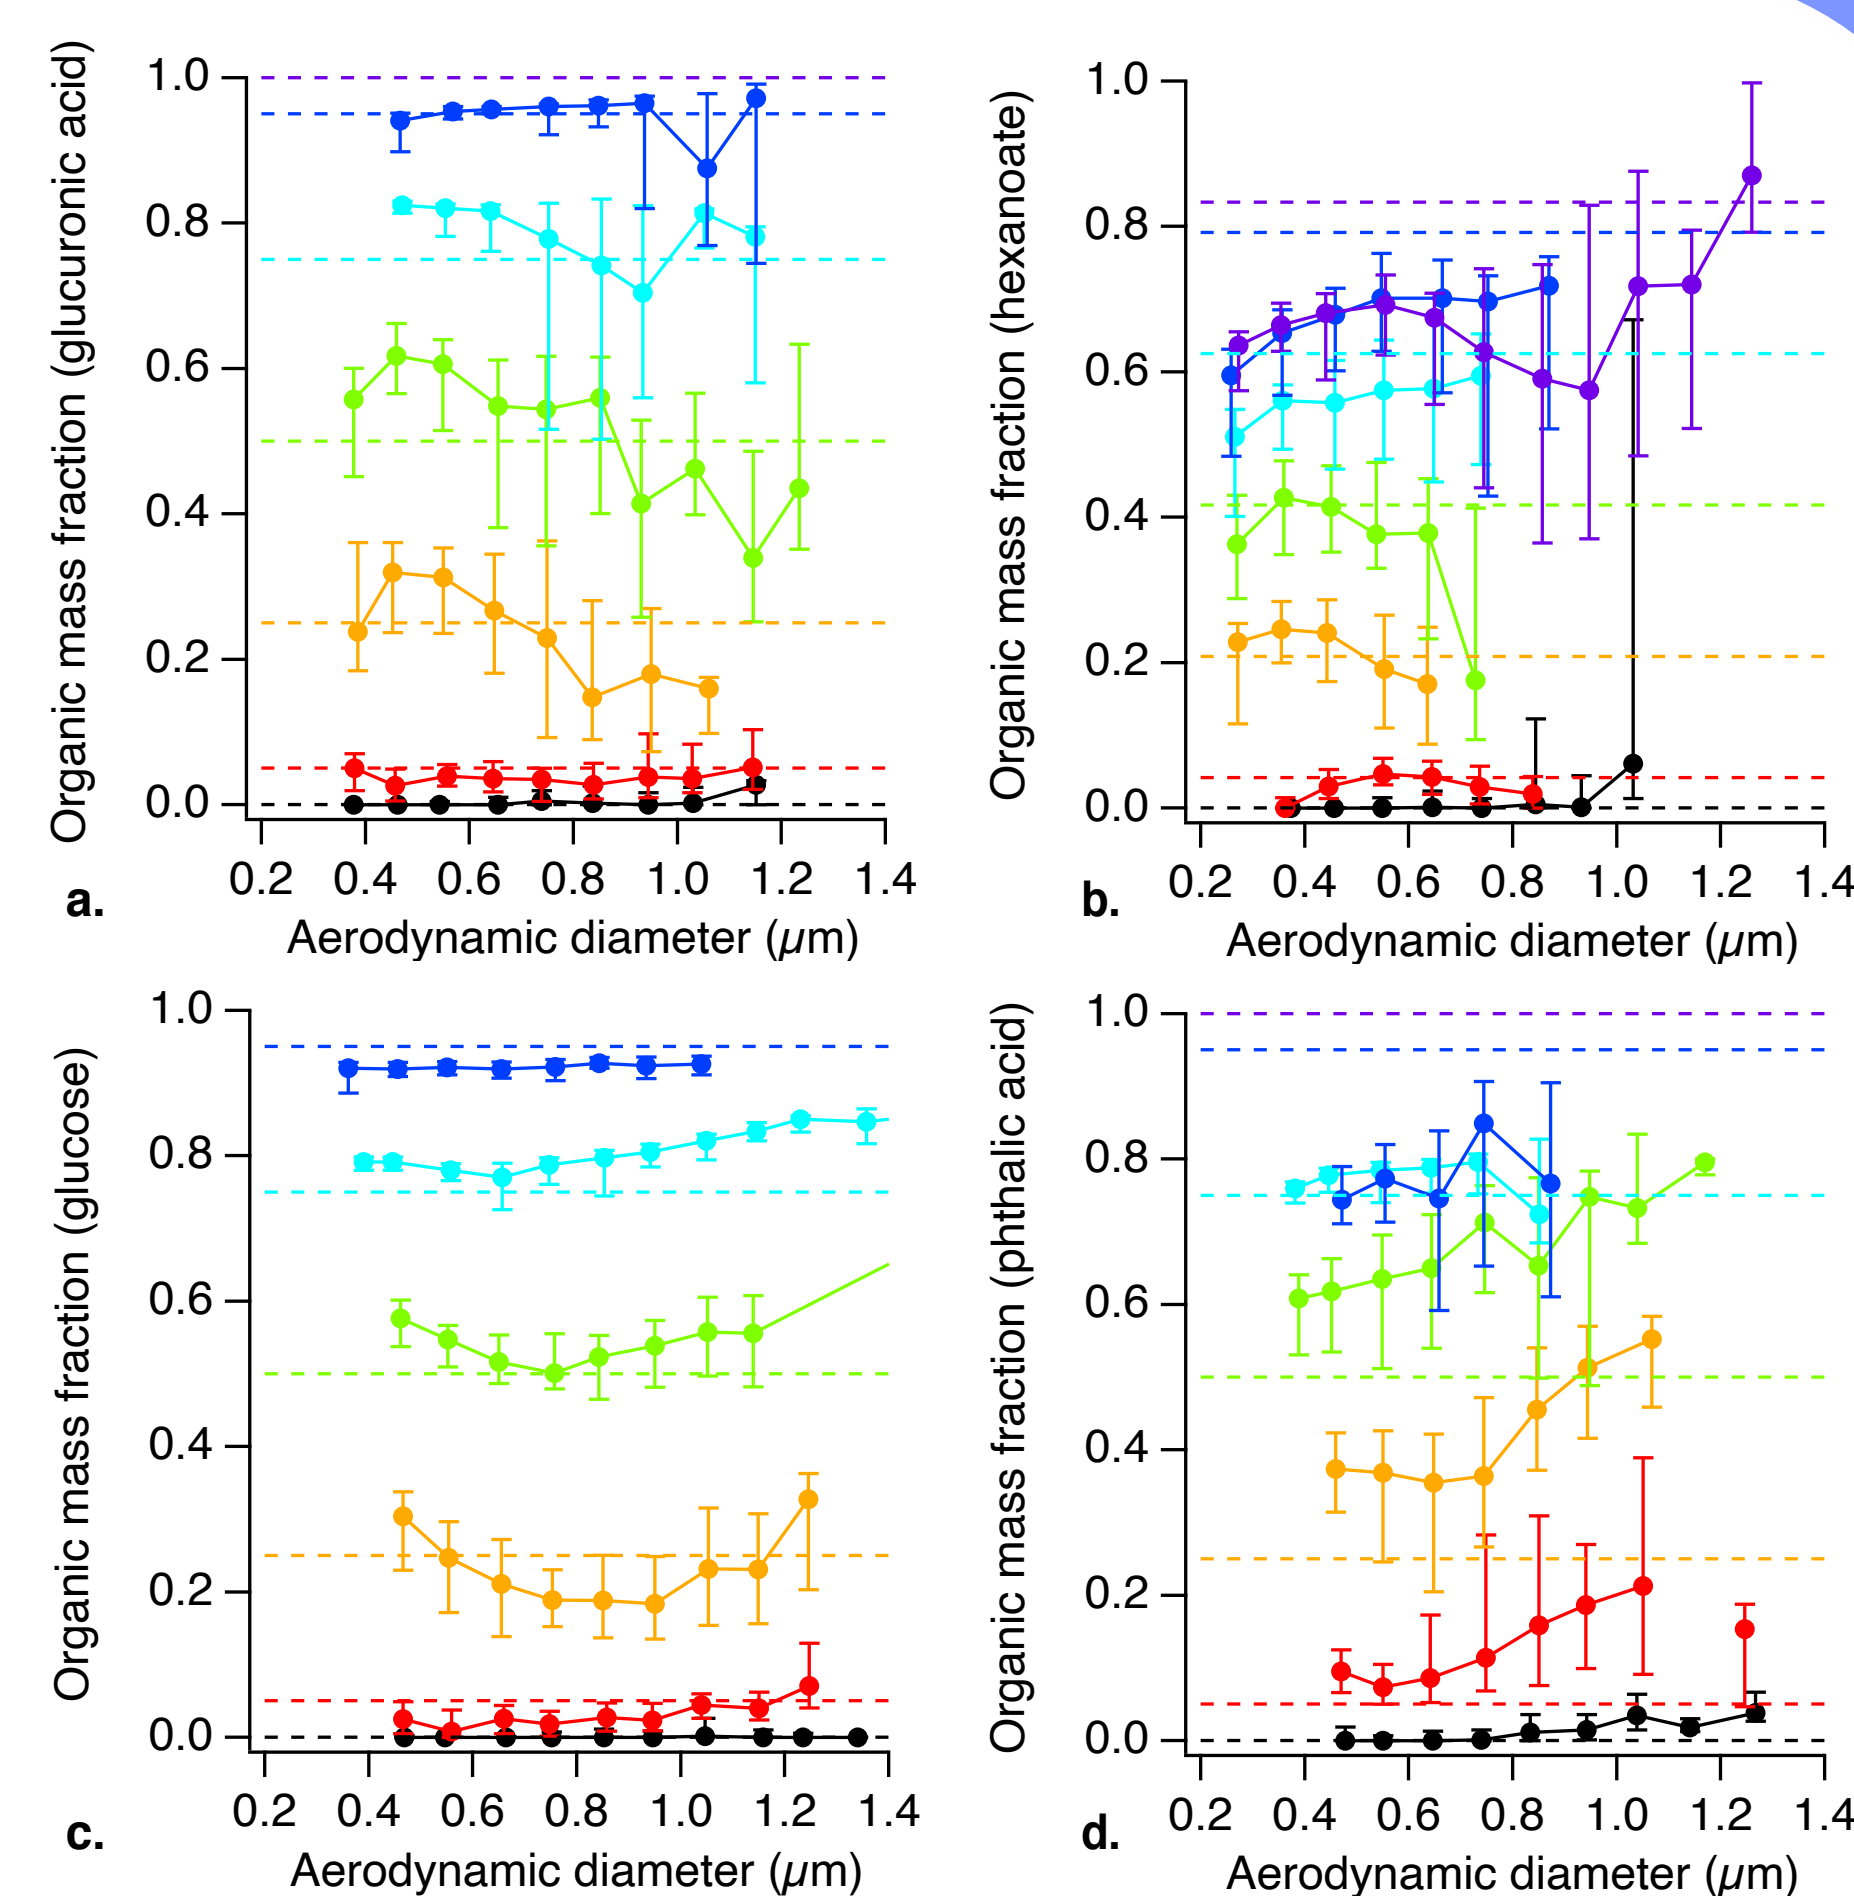 Organic mass fraction (glucuronic acid)
1.0
0.8
0.6
0.4
0.2
0.0
0.2 0.4 0.6 0.8 1.0 1.2 1.4
a.
Aerodynamic diameter (µm)
Organic mass fraction (hexanoate)
1.0
0.8
0.6
0.4
0.2
0.0
0.2 0.4 0.6 0.8 1.0 1.2 1.4
b.
Aerodynamic diameter (µm)
Organic mass fraction (glucose)
1.0
0.8
0.6
0.4
0.2
0.0
0.2 0.4 0.6 0.8 1.0 1.2 1.4
c.
Aerodynamic diameter (µm)
Organic mass fraction (phthalic acid)
1.0
0.8
0.6
0.4
0.2
0.0
0.2 0.4 0.6 0.8 1.0 1.2 1.4
d.
Aerodynamic diameter (µm)